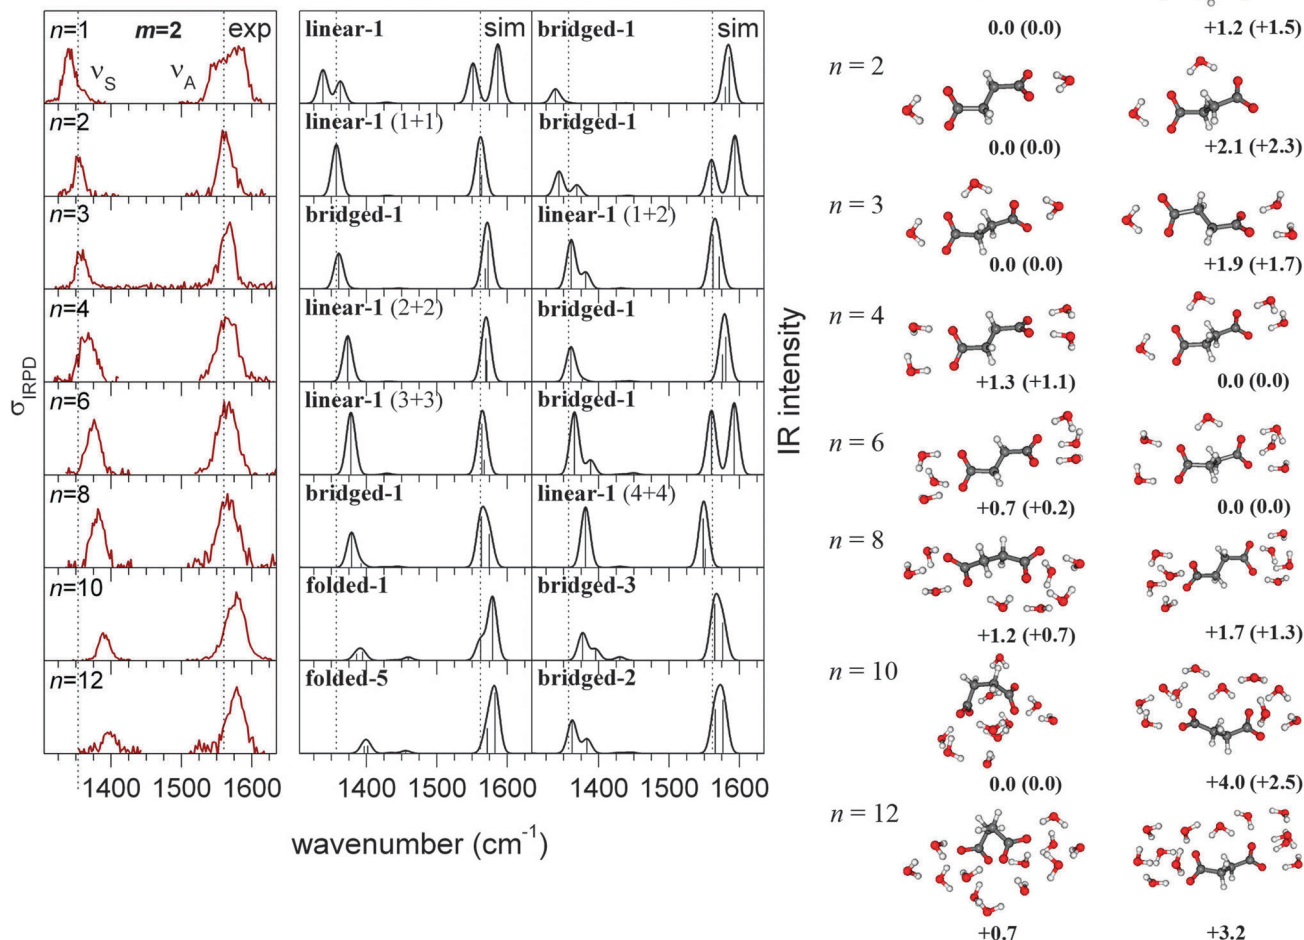 n=1 m=2 exp
νS νA
n=2
n=3
n=4
n=6
n=8
n=10
n=12
1400 1500 1600
σIRPD
linear-1 sim
linear-1 (1+1)
bridged-1
linear-1 (2+2)
linear-1 (3+3)
bridged-1
folded-1
folded-5
1400 1500 1600
bridged-1 sim
bridged-1
linear-1 (1+2)
bridged-1
bridged-1
linear-1 (4+4)
bridged-3
bridged-2
1400 1500 1600
wavenumber (cm-1)
IR intensity
0.0 (0.0) +1.2 (+1.5)
n = 2
0.0 (0.0) +2.1 (+2.3)
n = 3
0.0 (0.0) +1.9 (+1.7)
n = 4
+1.3 (+1.1) 0.0 (0.0)
n = 6
+0.7 (+0.2) 0.0 (0.0)
n = 8
+1.2 (+0.7) +1.7 (+1.3)
n = 10
0.0 (0.0) +4.0 (+2.5)
n = 12
+0.7 +3.2